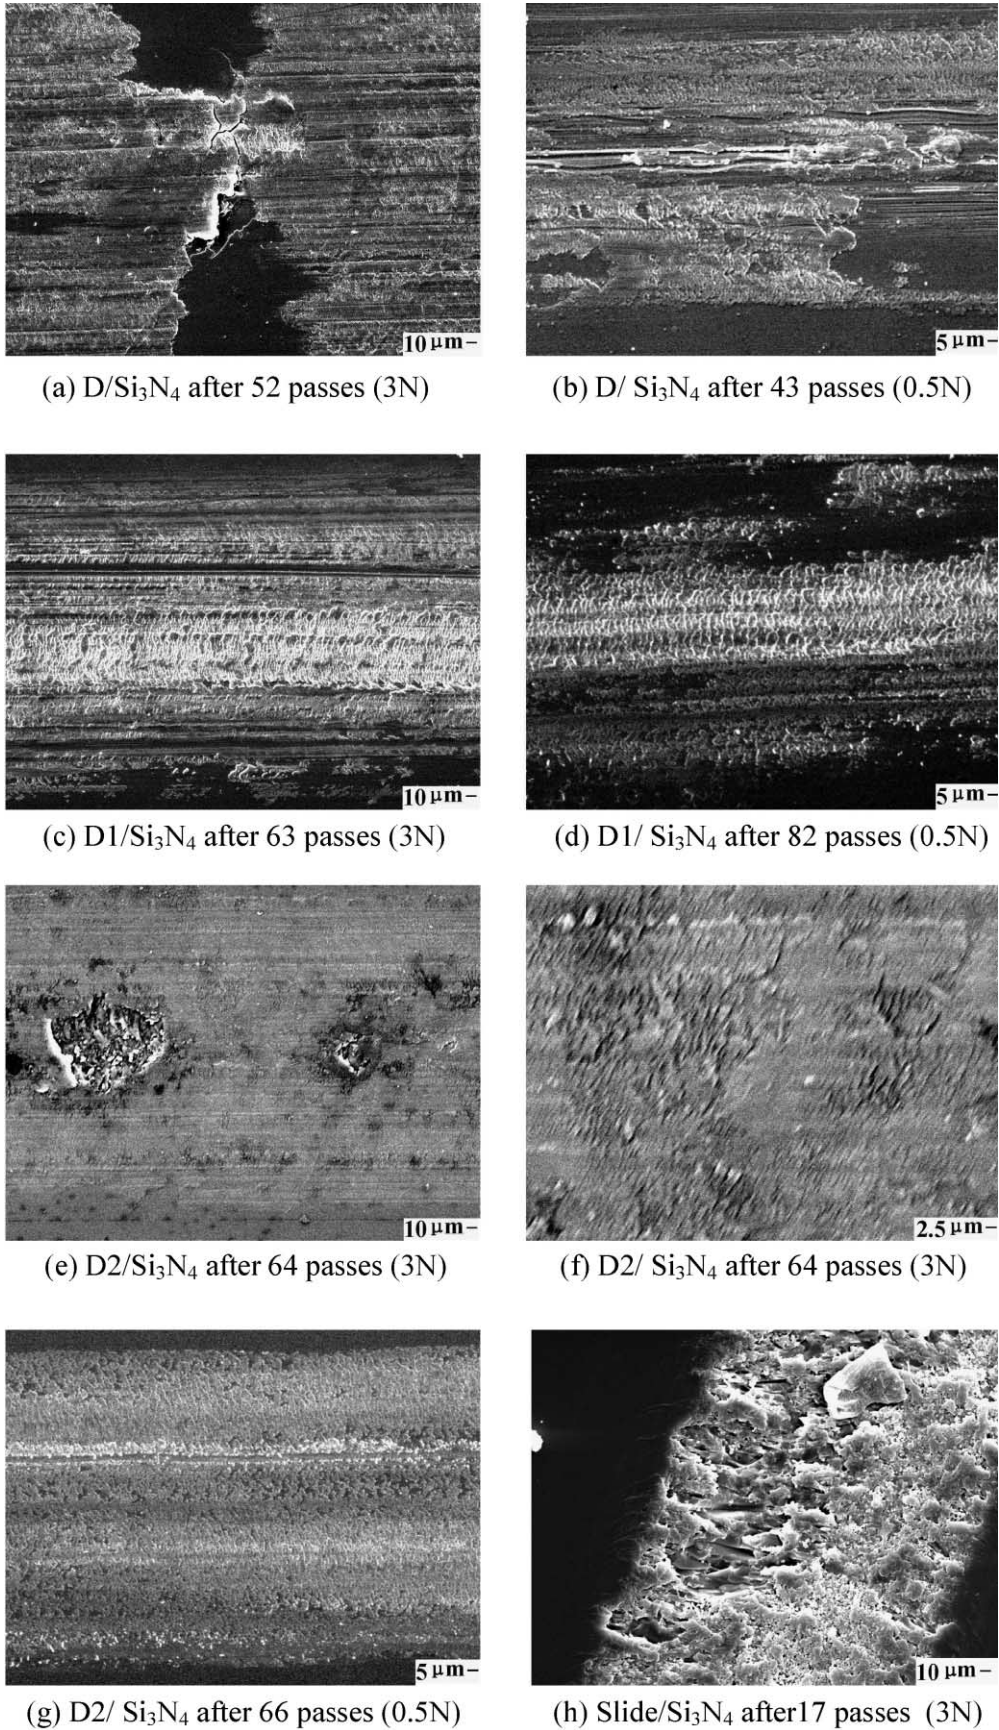 10 μm–
5 μm–
(a) D/Si₃N₄ after 52 passes (3N)
(b) D/ Si₃N₄ after 43 passes (0.5N)
10 μm–
5 μm–
(c) D1/Si₃N₄ after 63 passes (3N)
(d) D1/ Si₃N₄ after 82 passes (0.5N)
10 μm–
2.5 μm–
(e) D2/Si₃N₄ after 64 passes (3N)
(f) D2/ Si₃N₄ after 64 passes (3N)
5 μm–
10 μm–
(g) D2/ Si₃N₄ after 66 passes (0.5N)
(h) Slide/Si₃N₄ after17 passes (3N)